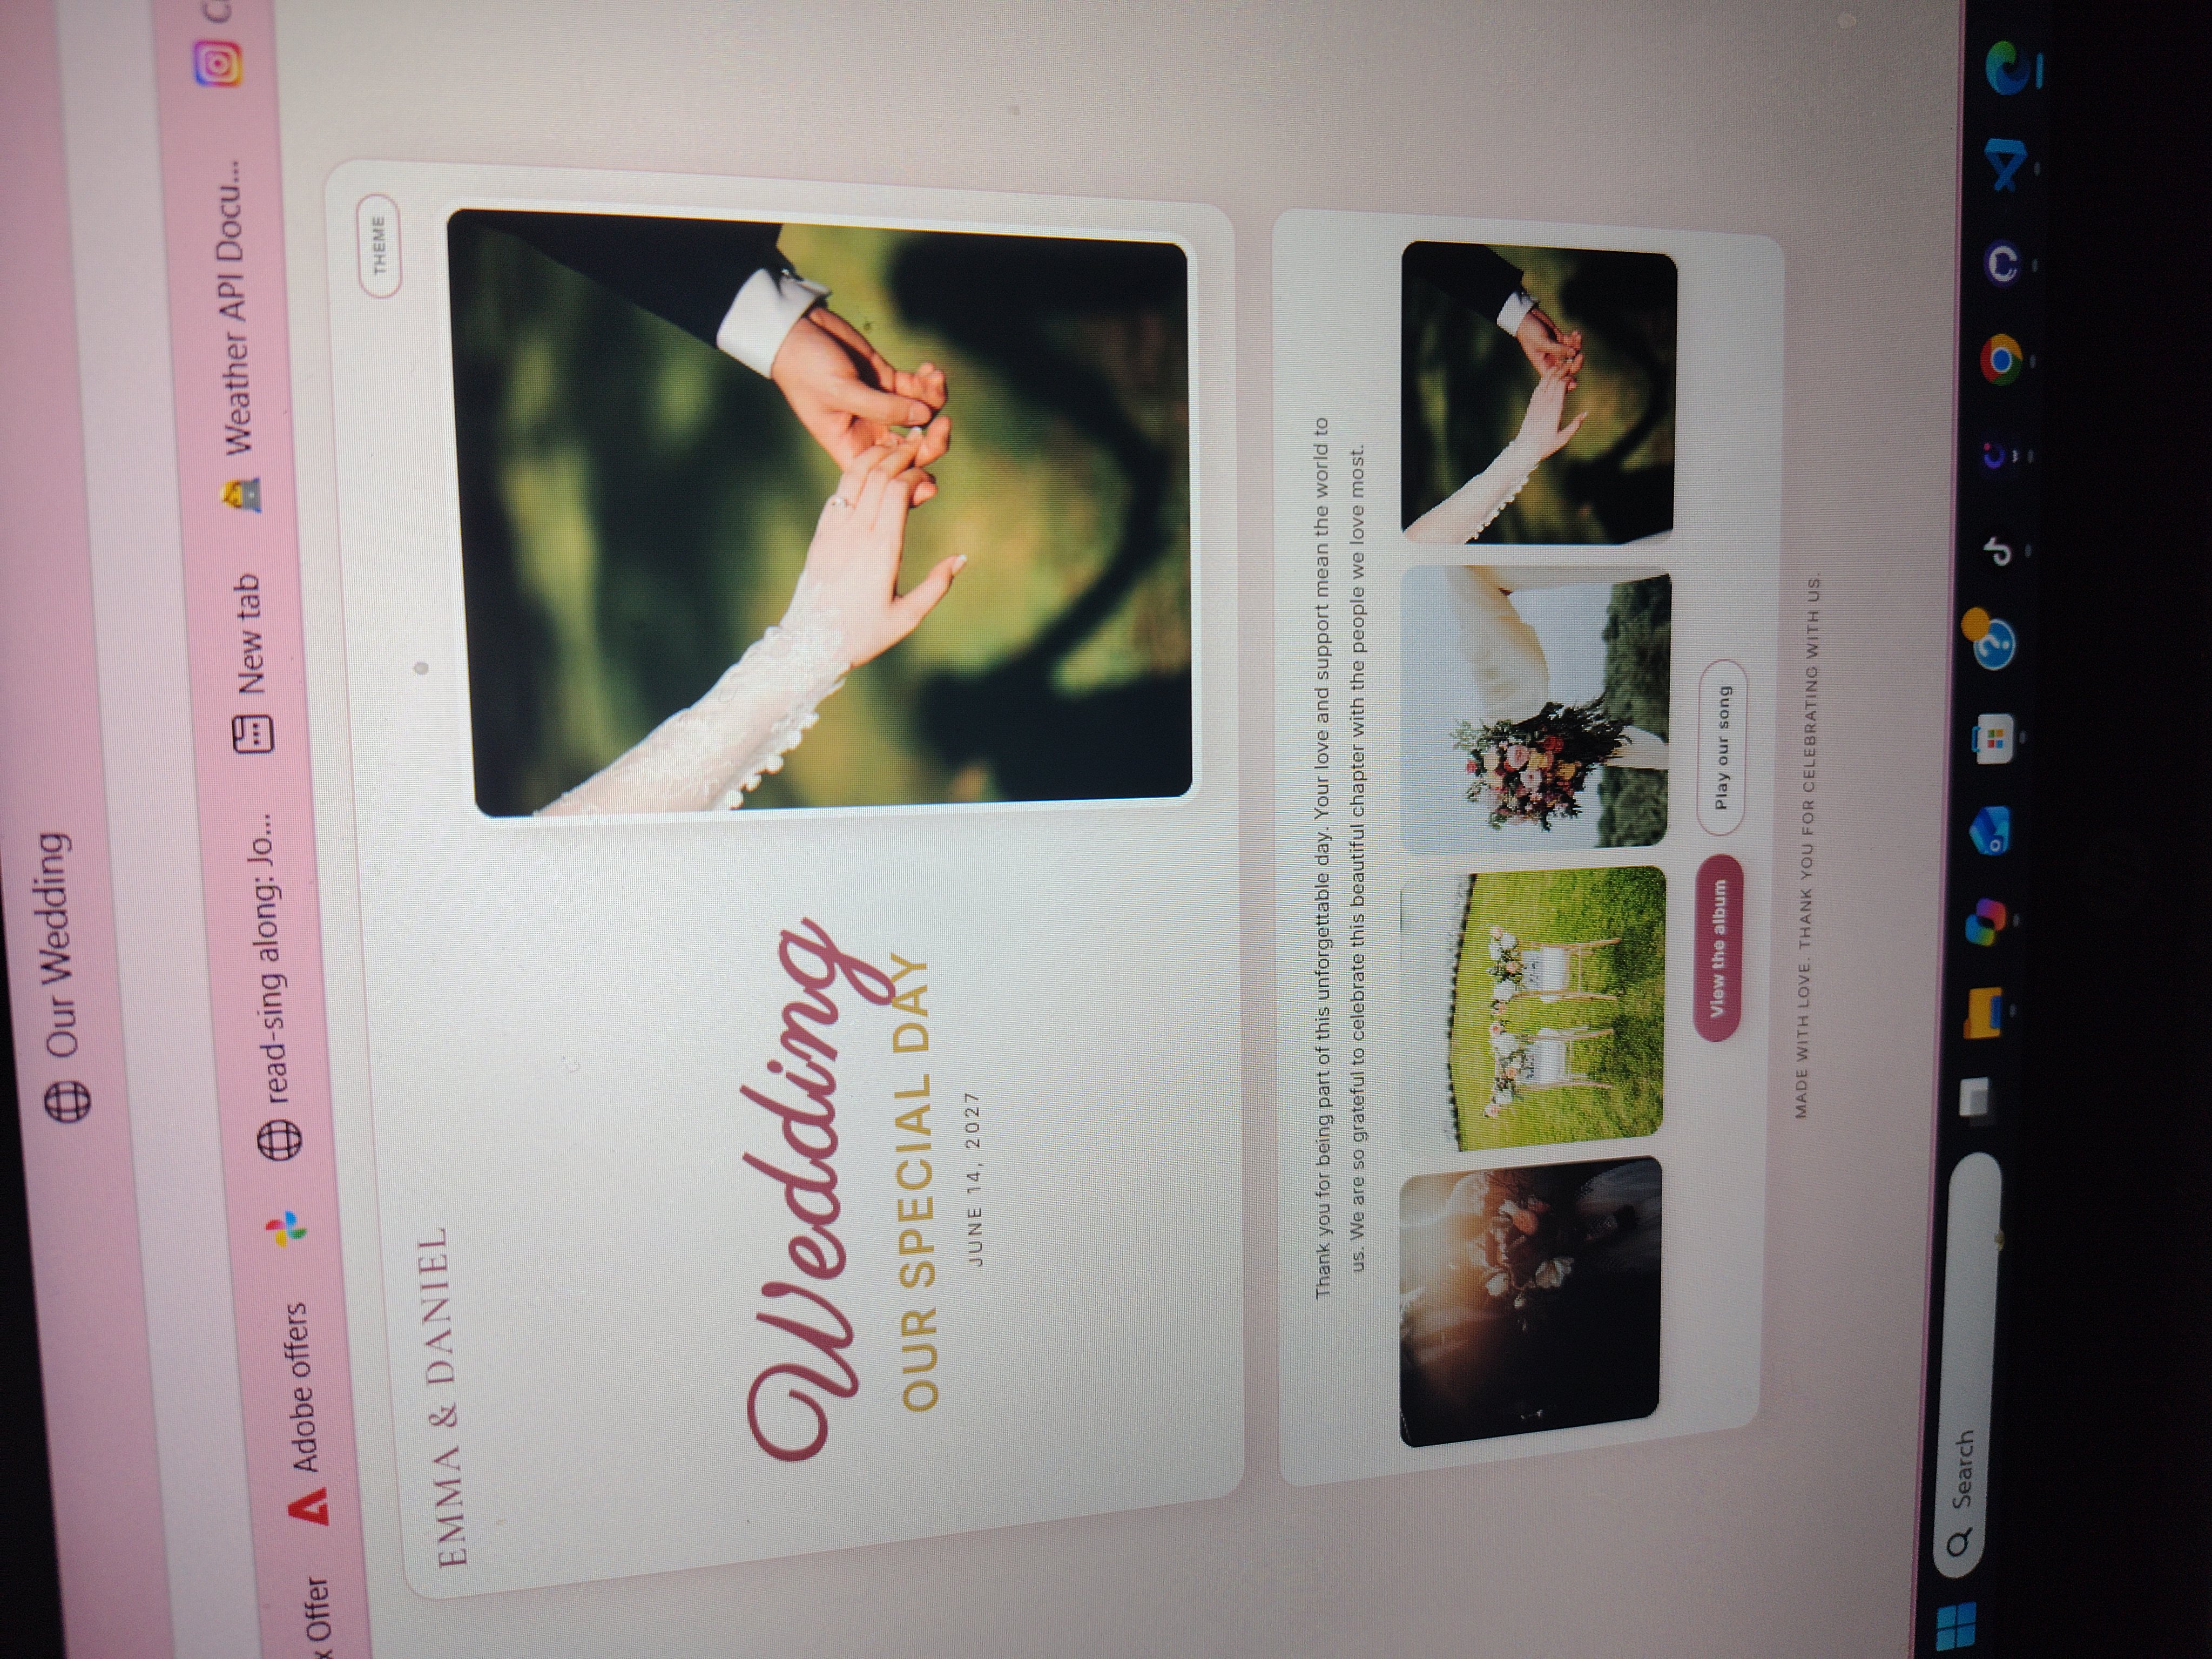 Our Wedding
x Offer
Adobe offers
read-sing along: Jo...
New tab
Weather API Docu...
THEME
EMMA & DANIEL
Wedding
OUR SPECIAL DAY
JUNE 14, 2027
Thank you for being part of this unforgettable day. Your love and support mean the world to
us. We are so grateful to celebrate this beautiful chapter with the people we love most.
View the album
Play our song
MADE WITH LOVE. THANK YOU FOR CELEBRATING WITH US.
Search